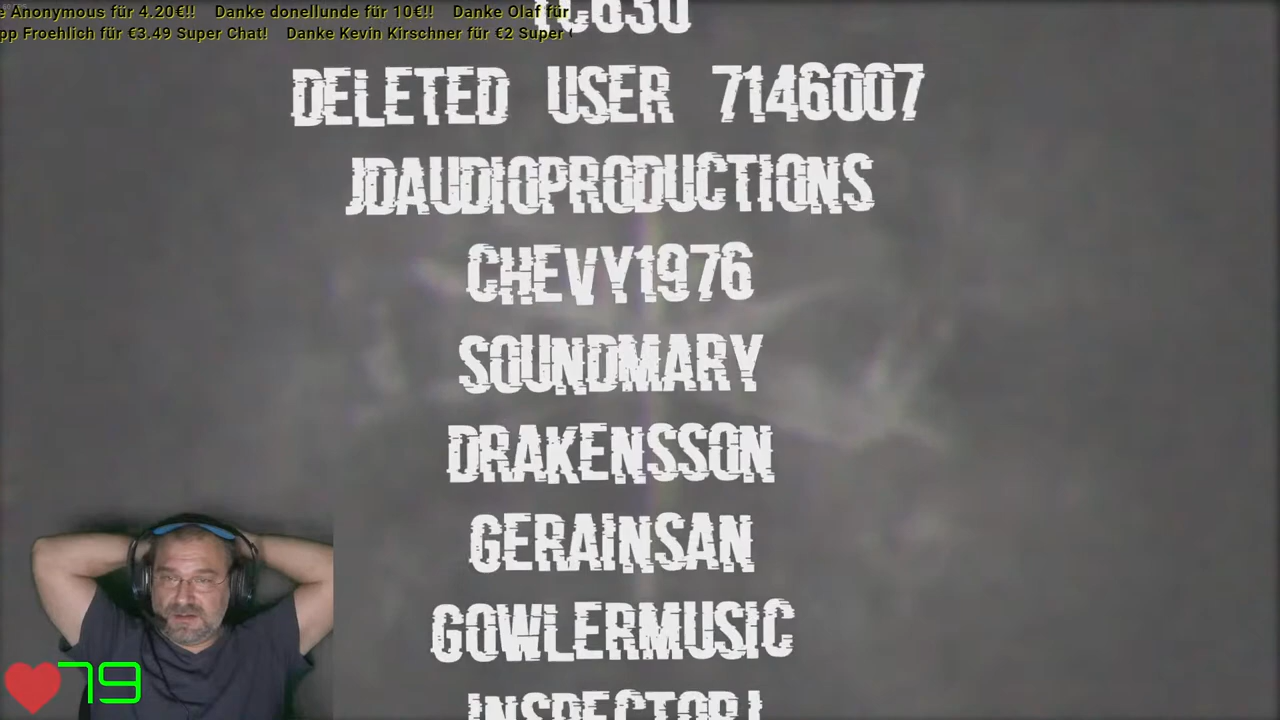 e Anonymous für 4.20€!! Danke donellunde für 10€!! Danke Olaf für
pp Froehlich für €3.49 Super Chat! Danke Kevin Kirschner für €2 Super
DELETED USER 7146007
JDAUDIOPRODUCTIONS
CHEVY1976
SOUNDMARY
DRAKENSSON
GERAINSAN
GOWLERMUSIC
INSPECTORJ
79